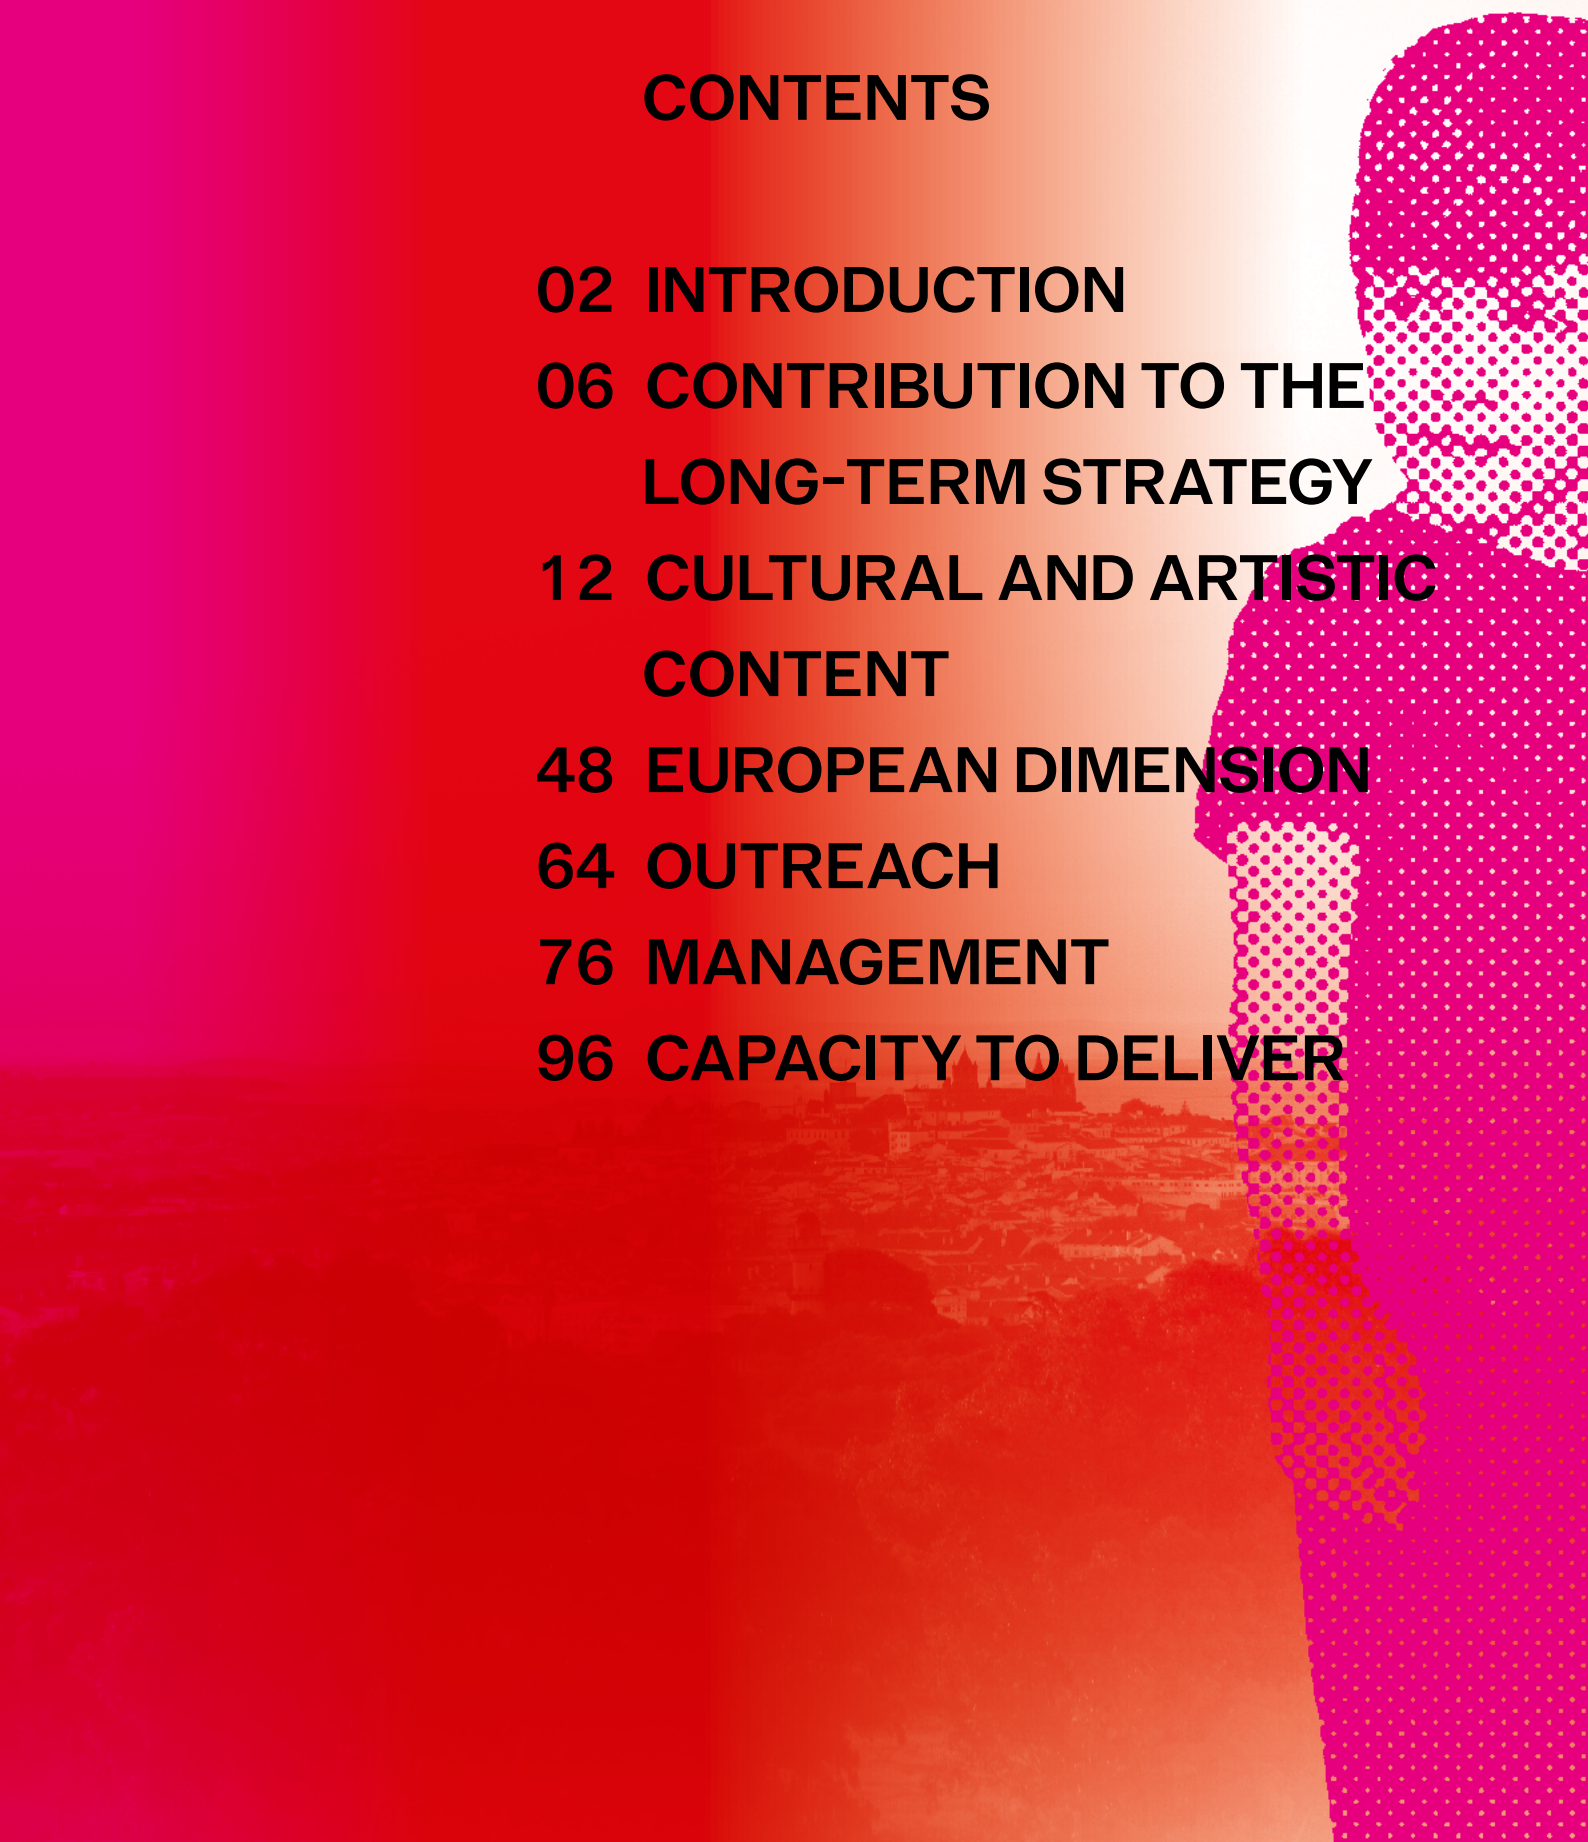 CONTENTS
02 INTRODUCTION
06 CONTRIBUTION TO THE
LONG-TERM STRATEGY
12 CULTURAL AND ARTISTIC
CONTENT
48 EUROPEAN DIMENSION
64 OUTREACH
76 MANAGEMENT
96 CAPACITY TO DELIVER